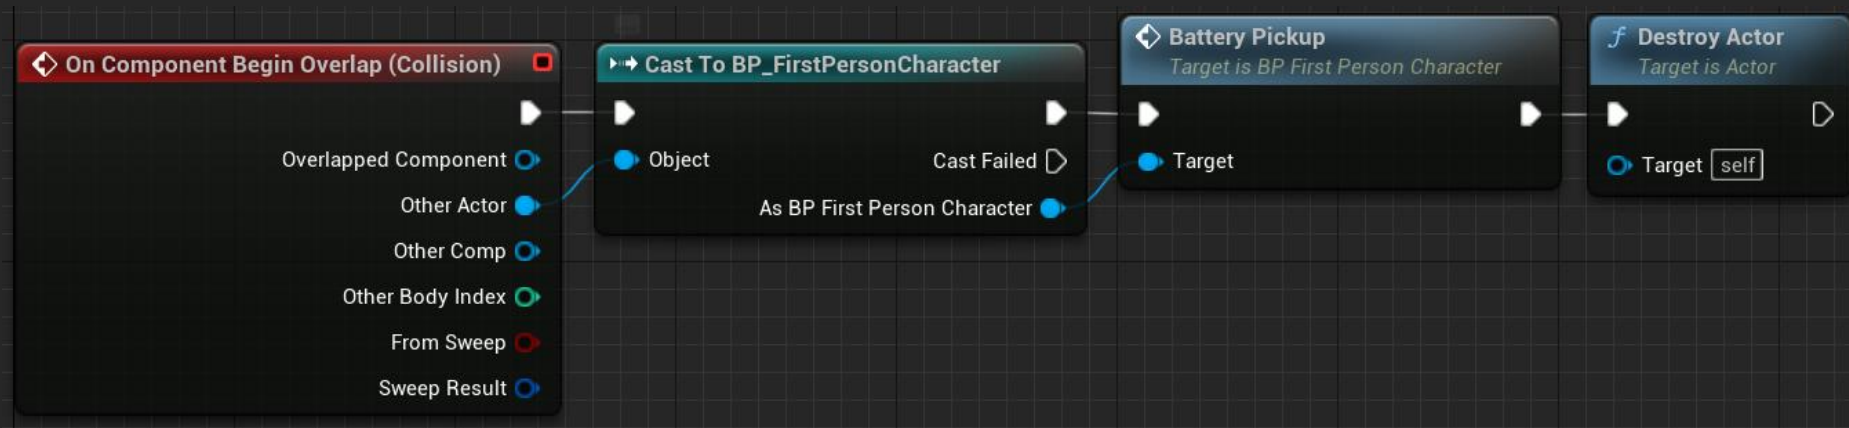 On Component Begin Overlap (Collision)
Overlapped Component
Other Actor
Other Comp
Other Body Index
From Sweep
Sweep Result
Cast To BP_FirstPersonCharacter
Object
Cast Failed
As BP First Person Character
Battery Pickup
Target is BP First Person Character
Target
f Destroy Actor
Target is Actor
Target self